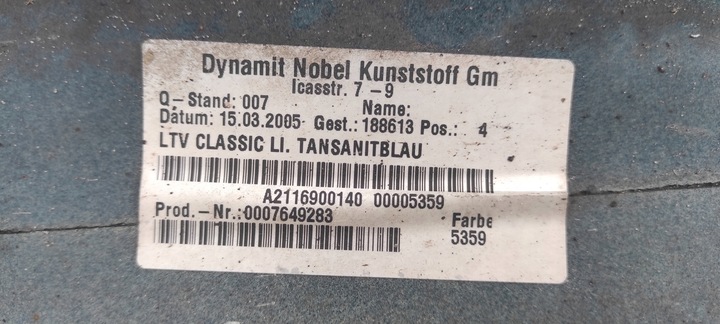 Dynamit Nobel Kunststoff Gm
Icasstr. 7 -9
Q-Stand: 007 Name:
Datum: 15.03.2005 Gest.: 188613 Pos.: 4
LTV CLASSIC LI. TANSANITBLAU
A2116900140 00005359
Prod.-Nr.:0007649283 Farbe
5359